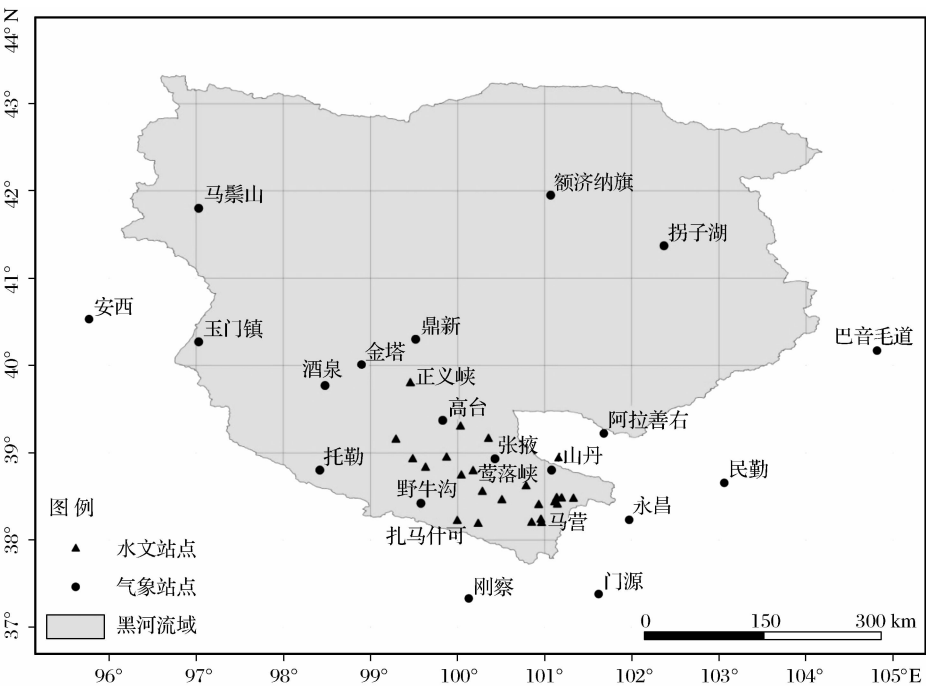 44° N
43°
42°
41°
40°
39°
38°
37°
马鬃山
额济纳旗
拐子湖
安西
玉门镇
鼎新
巴音毛道
金塔
酒泉
正义峡
高台
阿拉善右
张掖
山丹
托勒
莺落峡
民勤
野牛沟
永昌
马营
扎马什可
刚察
门源
图 例
水文站点
气象站点
黑河流域
0 150 300 km
96° 97° 98° 99° 100° 101° 102° 103° 104° 105°E